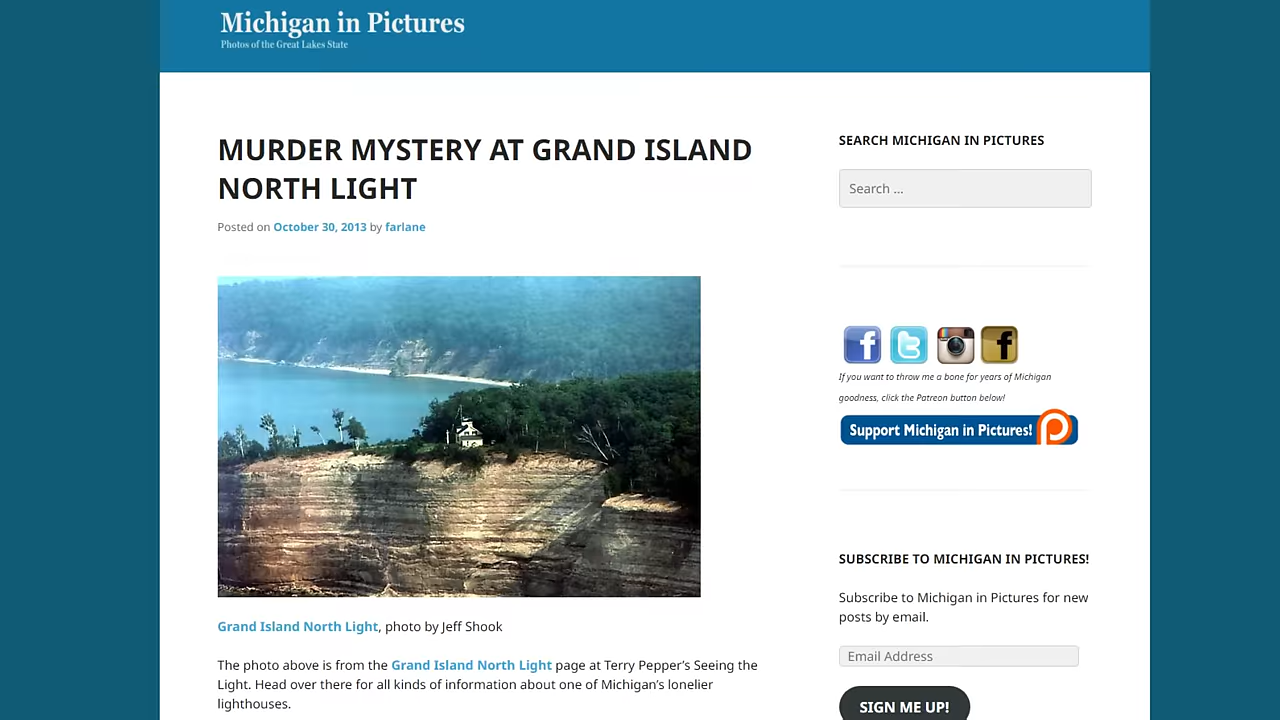 Michigan in Pictures
Photos of the Great Lakes State
MURDER MYSTERY AT GRAND ISLAND
NORTH LIGHT
Posted on October 30, 2013 by farlane
Grand Island North Light, photo by Jeff Shook
The photo above is from the Grand Island North Light page at Terry Pepper’s Seeing the
Light. Head over there for all kinds of information about one of Michigan’s lonelier
lighthouses.
SEARCH MICHIGAN IN PICTURES
Search ...
If you want to throw me a bone for years of Michigan
goodness, click the Patreon button below!
Support Michigan in Pictures!
SUBSCRIBE TO MICHIGAN IN PICTURES!
Subscribe to Michigan in Pictures for new
posts by email.
Email Address
SIGN ME UP!